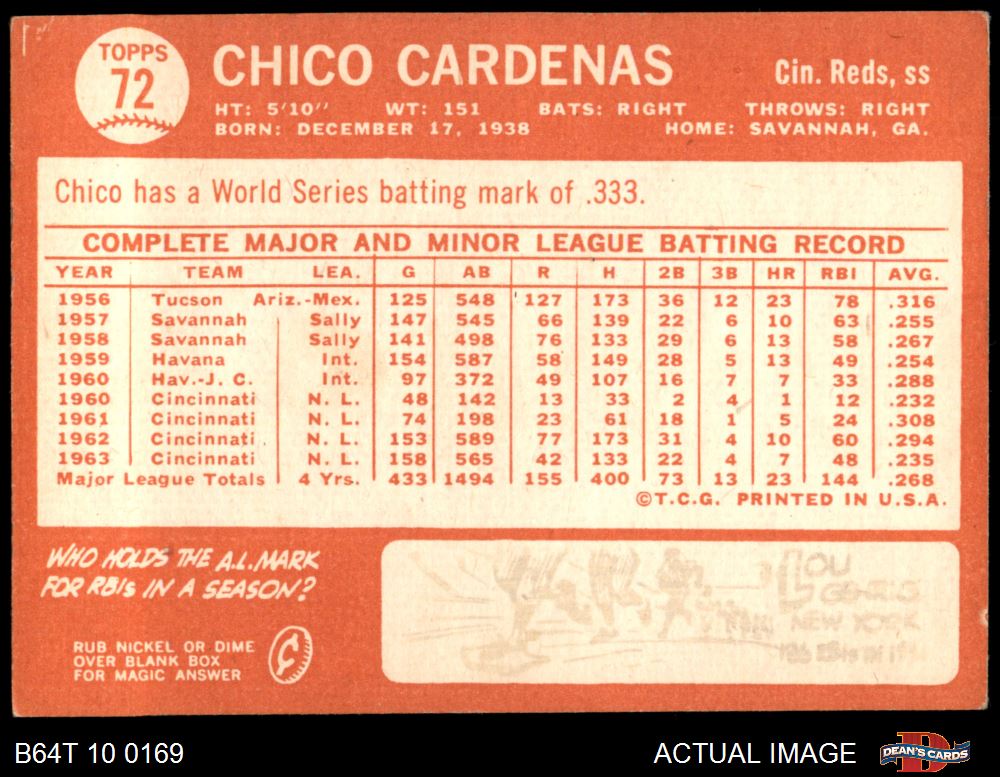 TOPPS
72
CHICO CARDENAS
Cin. Reds, ss
HT: 5'10" WT: 151 BATS: RIGHT THROWS: RIGHT
BORN: DECEMBER 17, 1938 HOME: SAVANNAH, GA.
Chico has a World Series batting mark of .333.
COMPLETE MAJOR AND MINOR LEAGUE BATTING RECORD
YEAR TEAM LEA. G AB R H 2B 3B HR RBI AVG.
1956 Tucson Ariz.-Mex. 125 548 127 173 36 12 23 78 .316
1957 Savannah Sally 147 545 66 139 22 6 10 63 .255
1958 Savannah Sally 141 498 76 133 29 6 13 58 .267
1959 Havana Int. 154 587 58 149 28 5 13 49 .254
1960 Hav.-J. C. Int. 97 372 49 107 16 7 7 33 .288
1960 Cincinnati N. L. 48 142 13 33 2 4 1 12 .232
1961 Cincinnati N. L. 74 198 23 61 18 1 5 24 .308
1962 Cincinnati N. L. 153 589 77 173 31 4 10 60 .294
1963 Cincinnati N. L. 158 565 42 133 22 4 7 48 .235
Major League Totals 4 Yrs. 433 1494 155 400 73 13 23 144 .268
©T.C.G. PRINTED IN U.S.A.
WHO HOLDS THE A.L. MARK
FOR RBIs IN A SEASON?
RUB NICKEL OR DIME
OVER BLANK BOX
FOR MAGIC ANSWER
LOU
GEHRIG
NEW YORK
B64T 10 0169
ACTUAL IMAGE
DEAN'S CARDS